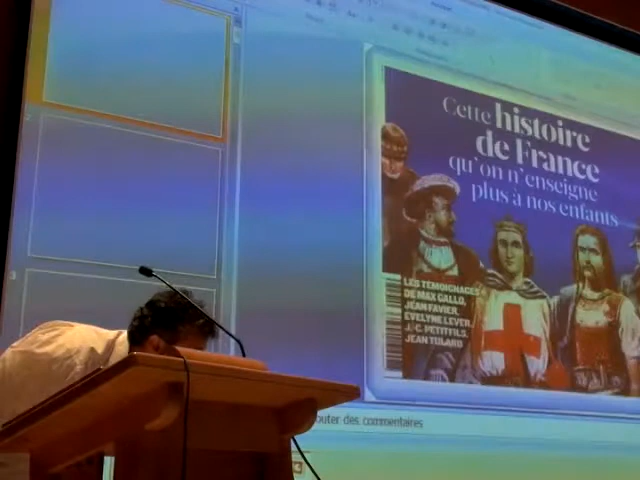 Cette histoire
de France
qu'on n'enseigne
plus à nos enfants
LES TÉMOIGNAGES
DE MAX GALLO,
JEAN FAVIER,
EVELYNE LEVER,
J.-C. PETITFILS,
JEAN TULARD
outer des commentaires